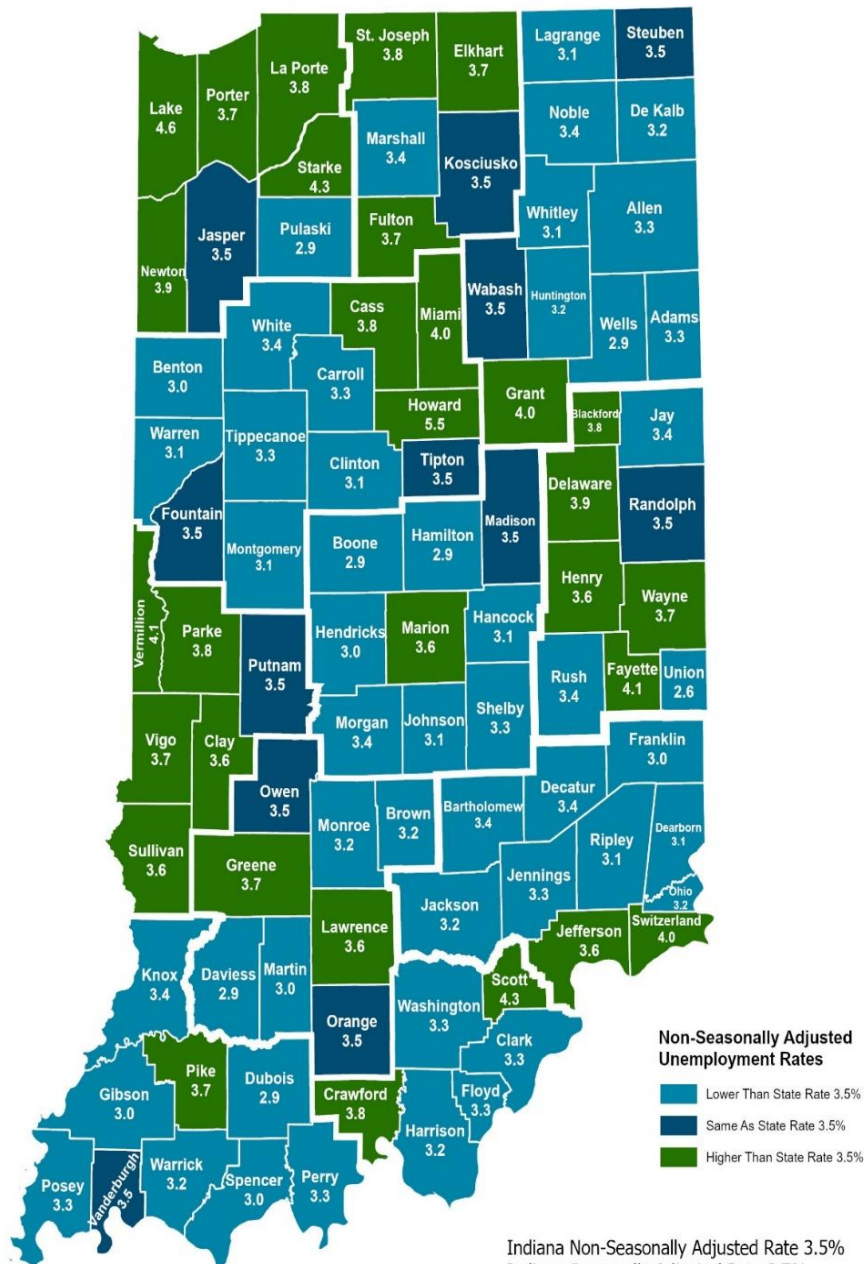 St. Joseph
3.8
Elkhart
3.7
Lagrange
3.1
Steuben
3.5
La Porte
3.8
Porter
3.7
Lake
4.6
Noble
3.4
De Kalb
3.2
Marshall
3.4
Kosciusko
3.5
Starke
4.3
Whitley
3.1
Allen
3.3
Jasper
3.5
Pulaski
2.9
Fulton
3.7
Newton
3.9
Wabash
3.5
Huntington
3.2
Wells
2.9
Adams
3.3
White
3.4
Cass
3.8
Miami
4.0
Benton
3.0
Carroll
3.3
Grant
4.0
Howard
5.5
Blackford
3.8
Jay
3.4
Warren
3.1
Tippecanoe
3.3
Clinton
3.1
Tipton
3.5
Delaware
3.9
Randolph
3.5
Fountain
3.5
Madison
3.5
Montgomery
3.1
Boone
2.9
Hamilton
2.9
Henry
3.6
Wayne
3.7
Vermillion
4.1
Parke
3.8
Hendricks
3.0
Marion
3.6
Hancock
3.1
Putnam
3.5
Rush
3.4
Fayette
4.1
Union
2.6
Morgan
3.4
Johnson
3.1
Shelby
3.3
Vigo
3.7
Clay
3.6
Franklin
3.0
Owen
3.5
Decatur
3.4
Monroe
3.2
Brown
3.2
Bartholomew
3.4
Dearborn
3.1
Ripley
3.1
Sullivan
3.6
Greene
3.7
Jennings
3.3
Ohio
3.2
Jackson
3.2
Lawrence
3.6
Jefferson
3.6
Switzerland
4.0
Knox
3.4
Daviess
2.9
Martin
3.0
Scott
4.3
Washington
3.3
Orange
3.5
Clark
3.3
Pike
3.7
Dubois
2.9
Gibson
3.0
Crawford
3.8
Floyd
3.3
Harrison
3.2
Posey
3.3
Vanderburgh
3.5
Warrick
3.2
Spencer
3.0
Perry
3.3
Non-Seasonally Adjusted
Unemployment Rates
Lower Than State Rate 3.5%
Same As State Rate 3.5%
Higher Than State Rate 3.5%
Indiana Non-Seasonally Adjusted Rate 3.5%